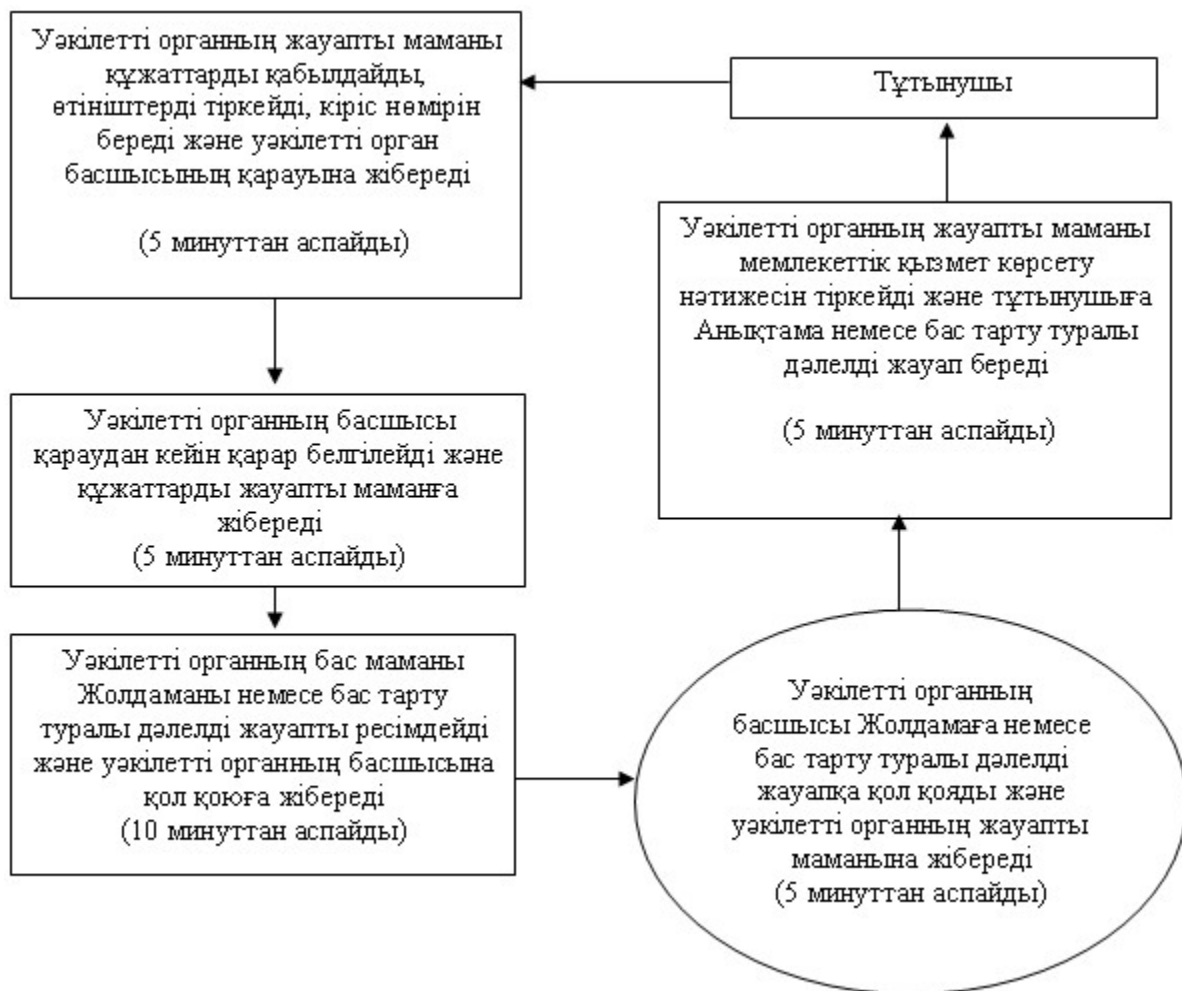 Уәкілетті органның жауапты маманы
құжаттарды қабылдайды,
өтініштерді тіркейді, кіріс нөмірін
береді және уәкілетті орган
басшысының қарауына жібереді
(5 минуттан аспайды)
Тұтынушы
Уәкілетті органның жауапты маманы
мемлекеттік қызмет көрсету
нәтижесін тіркейді және тұтынушыға
Анықтама немесе бас тарту туралы
дәлелді жауап береді
(5 минуттан аспайды)
Уәкілетті органның басшысы
қараудан кейін қарар белгілейді және
құжаттарды жауапты маманға
жібереді
(5 минуттан аспайды)
Уәкілетті органның бас маманы
Жолдаманы немесе бас тарту
туралы дәлелді жауапты ресімдейді
және уәкілетті органның басшысына
қол қоюға жібереді
(10 минуттан аспайды)
Уәкілетті органның
басшысы Жолдамаға немесе
бас тарту туралы дәлелді
жауапқа қол қояды және
уәкілетті органның жауапты
маманына жібереді
(5 минуттан аспайды)